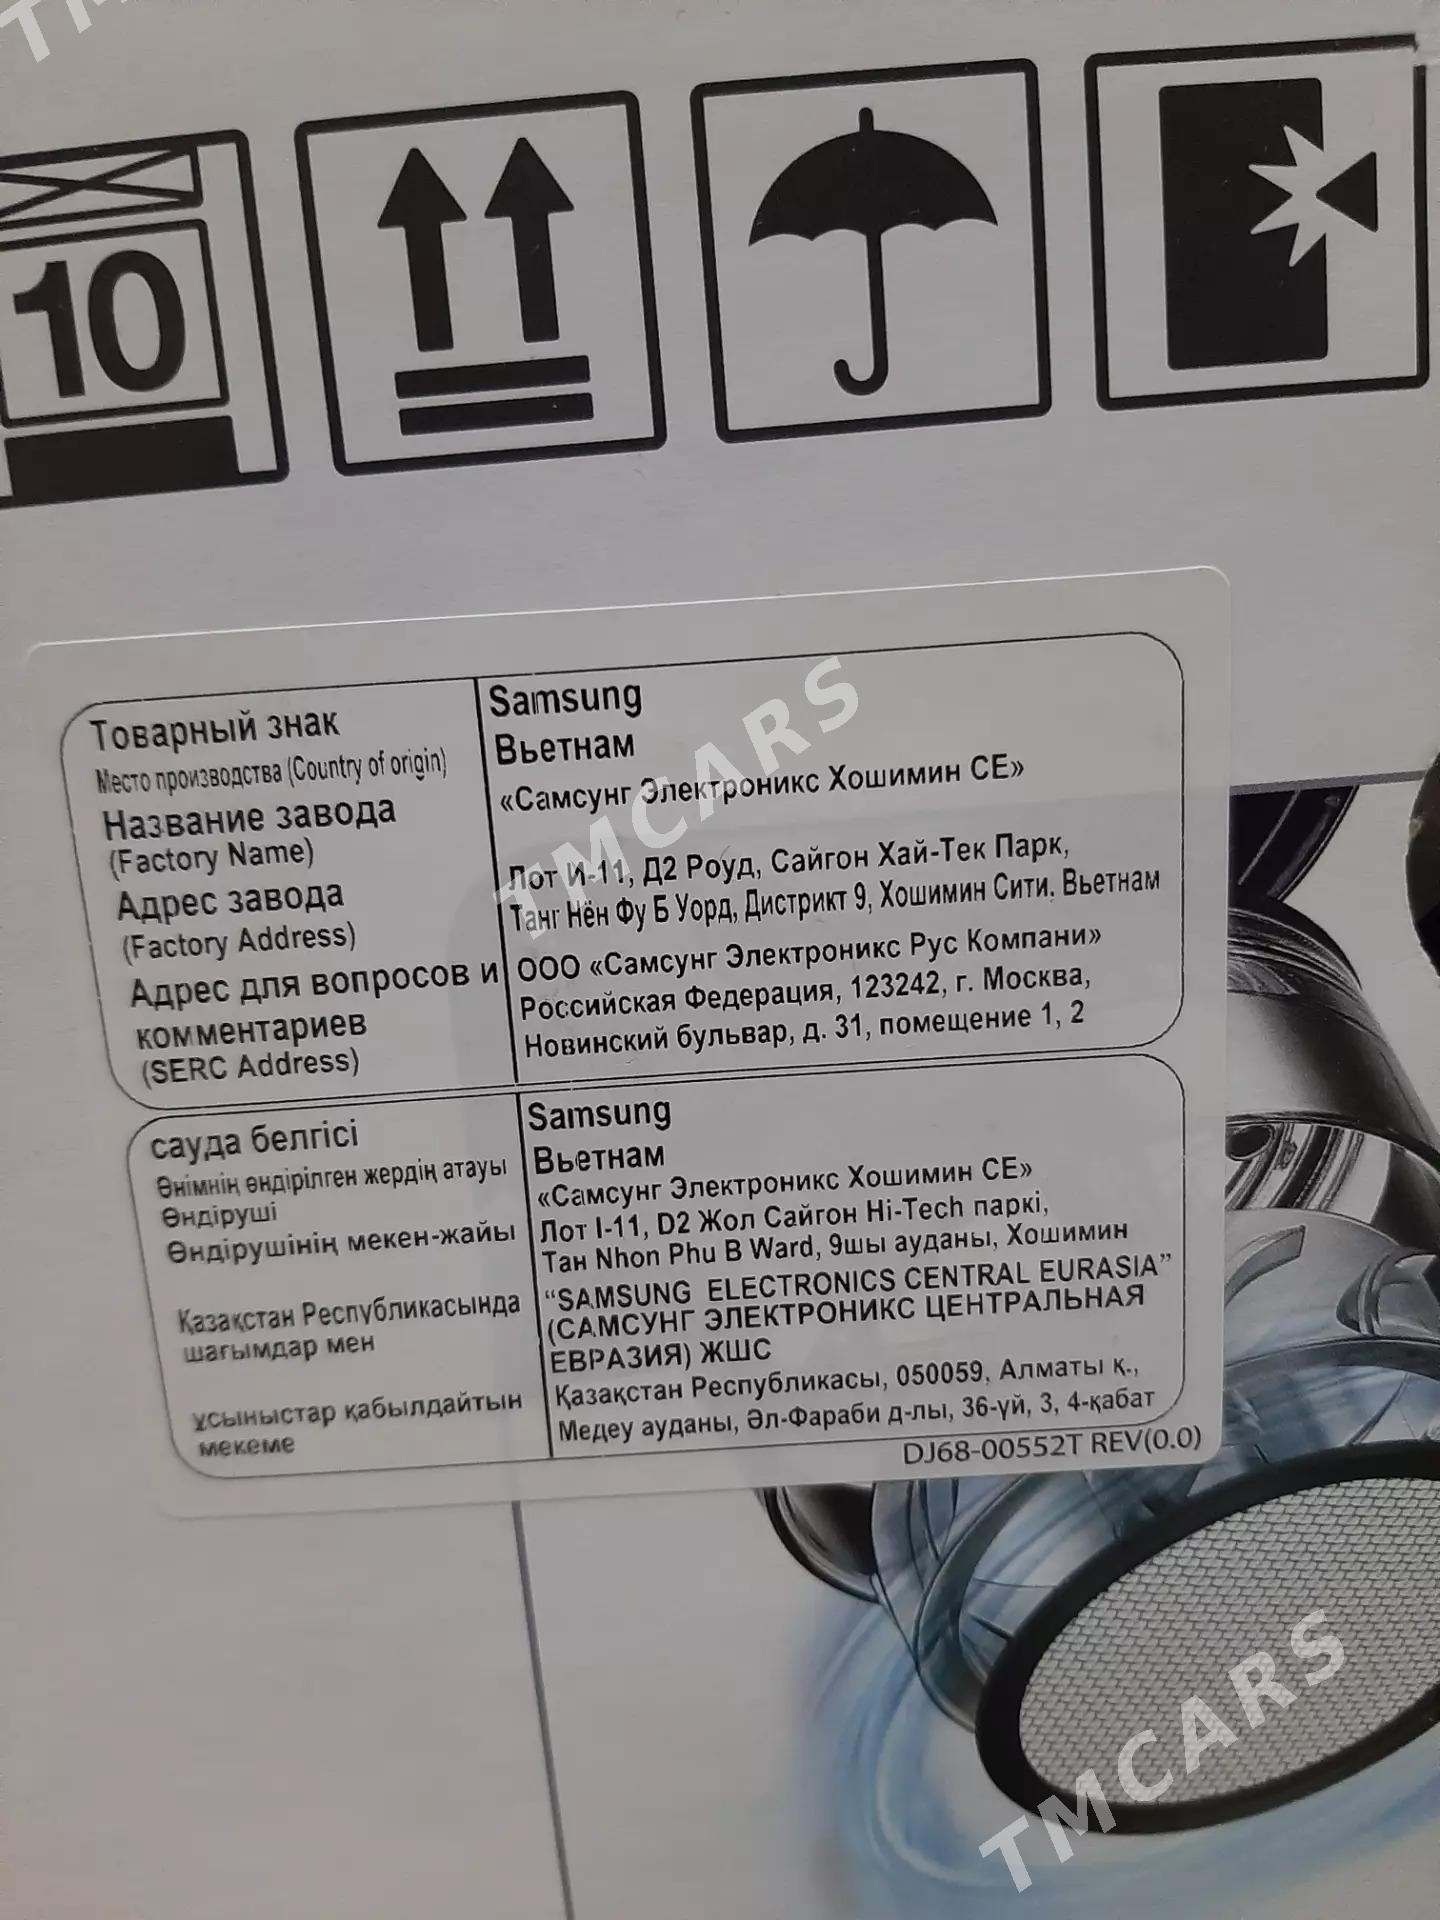 10
Товарный знак
Samsung
Место производства (Country of origin)
Вьетнам
Название завода
(Factory Name)
«Самсунг Электроникс Хошимин СЕ»
Адрес завода
(Factory Address)
Лот И-11, Д2 Роуд, Сайгон Хай-Тек Парк,
Танг Нён Фу Б Уорд, Дистрикт 9, Хошимин Сити. Вьетнам
Адрес для вопросов и
комментариев
(SERC Address)
ООО «Самсунг Электроникс Рус Компани»
Российская Федерация, 123242, г. Москва,
Новинский бульвар, д. 31, помещение 1, 2
сауда белгісі
Samsung
Өнімнің өндірілген жердің атауы
Вьетнам
Өндіруші
«Самсунг Электроникс Хошимин СЕ»
Өндірушінің мекен-жайы
Лот I-11, D2 Жол Сайгон Hi-Tech паркі,
Тан Nhon Phu B Ward, 9шы ауданы, Хошимин
Қазақстан Республикасында
шағымдар мен
"SAMSUNG ELECTRONICS CENTRAL EURASIA"
(САМСУНГ ЭЛЕКТРОНИКС ЦЕНТРАЛЬНАЯ
ЕВРАЗИЯ) ЖШС
ұсыныстар қабылдайтын
мекеме
Қазақстан Республикасы, 050059, Алматы қ.,
Медеу ауданы, Әл-Фараби д-лы, 36-үй, 3, 4-қабат
DJ68-00552T REV(0.0)
TMCARS
TMCARS